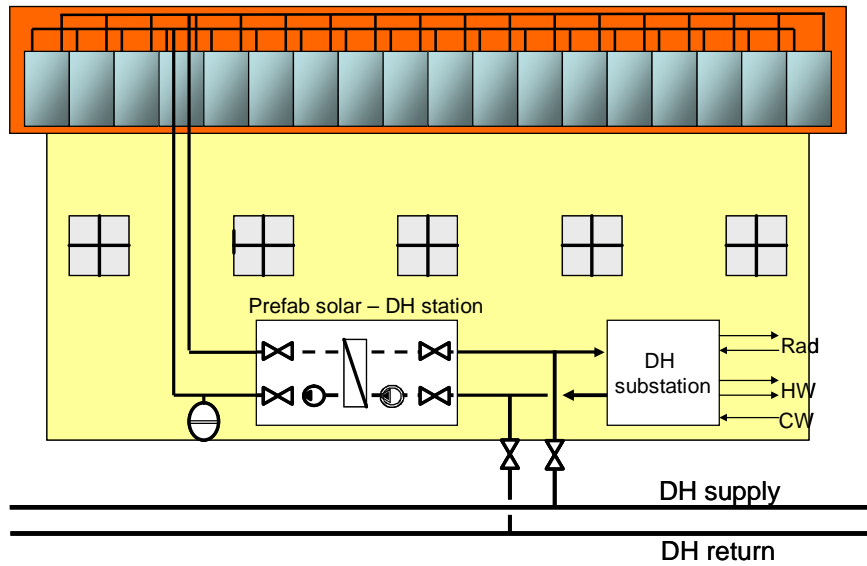 Prefab solar – DH station
DH
substation
Rad
HW
CW
DH supply
DH return